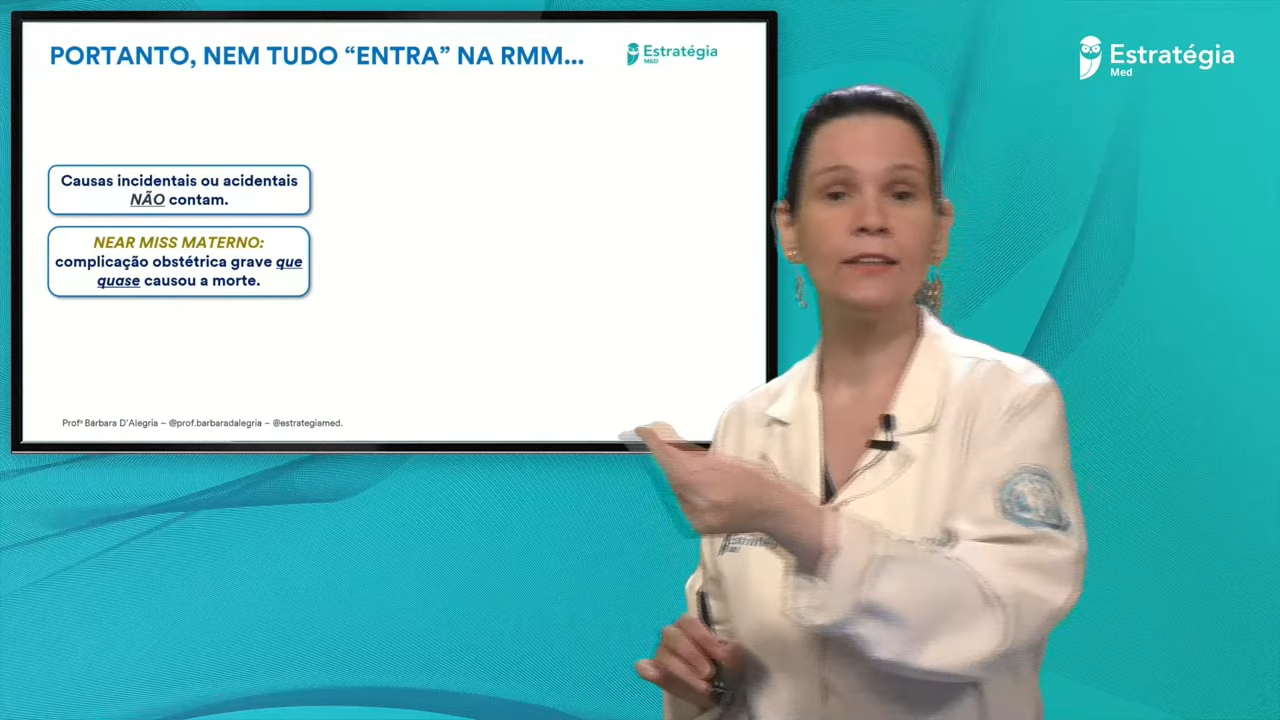 PORTANTO, NEM TUDO “ENTRA” NA RMM...
Estratégia
MED
Estratégia
Med
Causas incidentais ou acidentais
NÃO contam.
NEAR MISS MATERNO:
complicação obstétrica grave que
quase causou a morte.
Profª Bárbara D'Alegria – @prof.barbaradalegria – @estrategiamed.